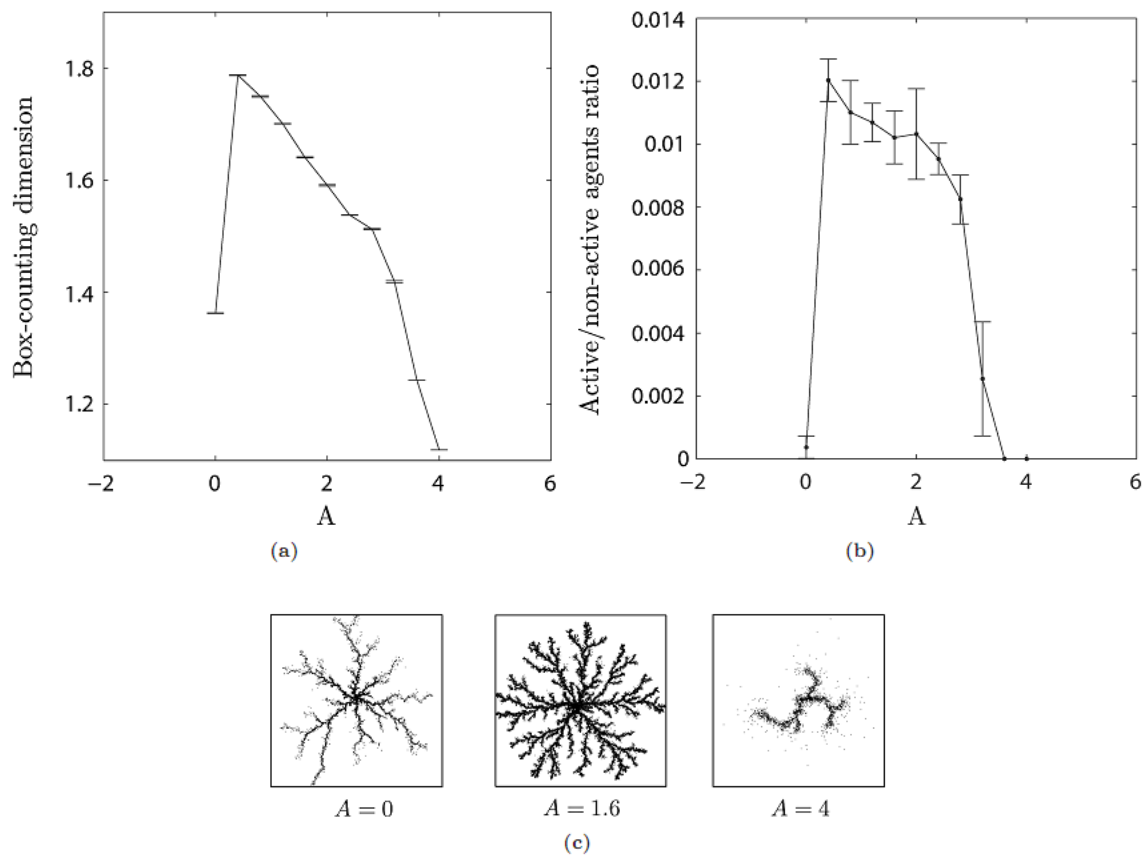 Box-counting dimension
1.8
1.6
1.4
1.2
−2
0
2
4
6
A
(a)
Active/non-active agents ratio
0.014
0.012
0.01
0.008
0.006
0.004
0.002
0
−2
0
2
4
6
A
(b)
A = 0
A = 1.6
A = 4
(c)